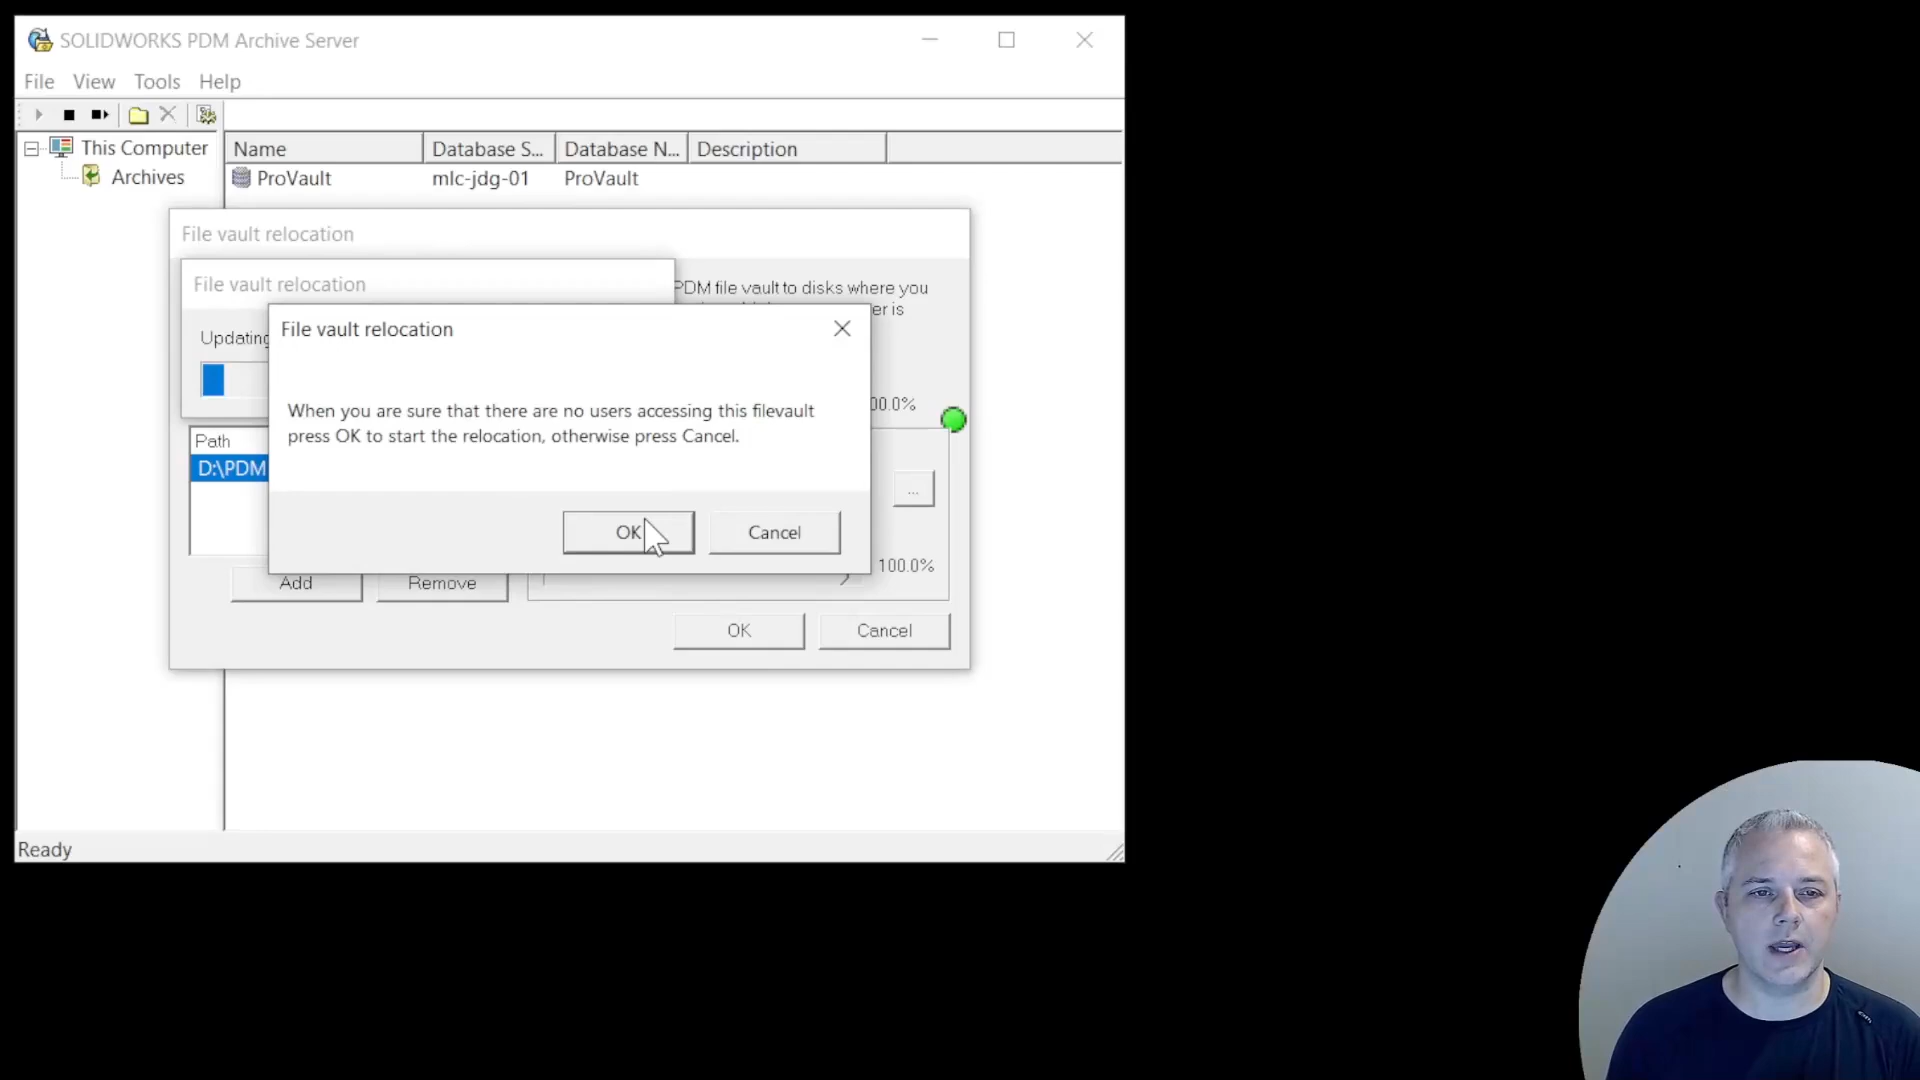 SOLIDWORKS PDM Archive Server
File View Tools Help
This Computer
Archives
Name Database S... Database N... Description
ProVault mlc-jdg-01 ProVault
File vault relocation
File vault relocation
PDM file vault to disks where you
er is
Updating
File vault relocation
When you are sure that there are no users accessing this filevault
press OK to start the relocation, otherwise press Cancel.
OK Cancel
00.0%
Path
D:\PDM
...
100.0%
Add Remove
OK Cancel
Ready